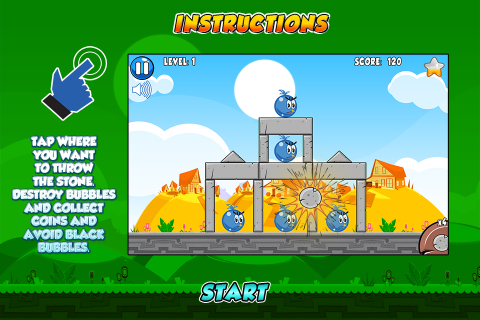 INSTRUCTIONS
LEVEL: 1
SCORE: 120
TAP WHERE
YOU WANT
TO THROW
THE STONE.
DESTROY BUBBLES
AND COLLECT
COINS AND
AVOID BLACK
BUBBLES.
START